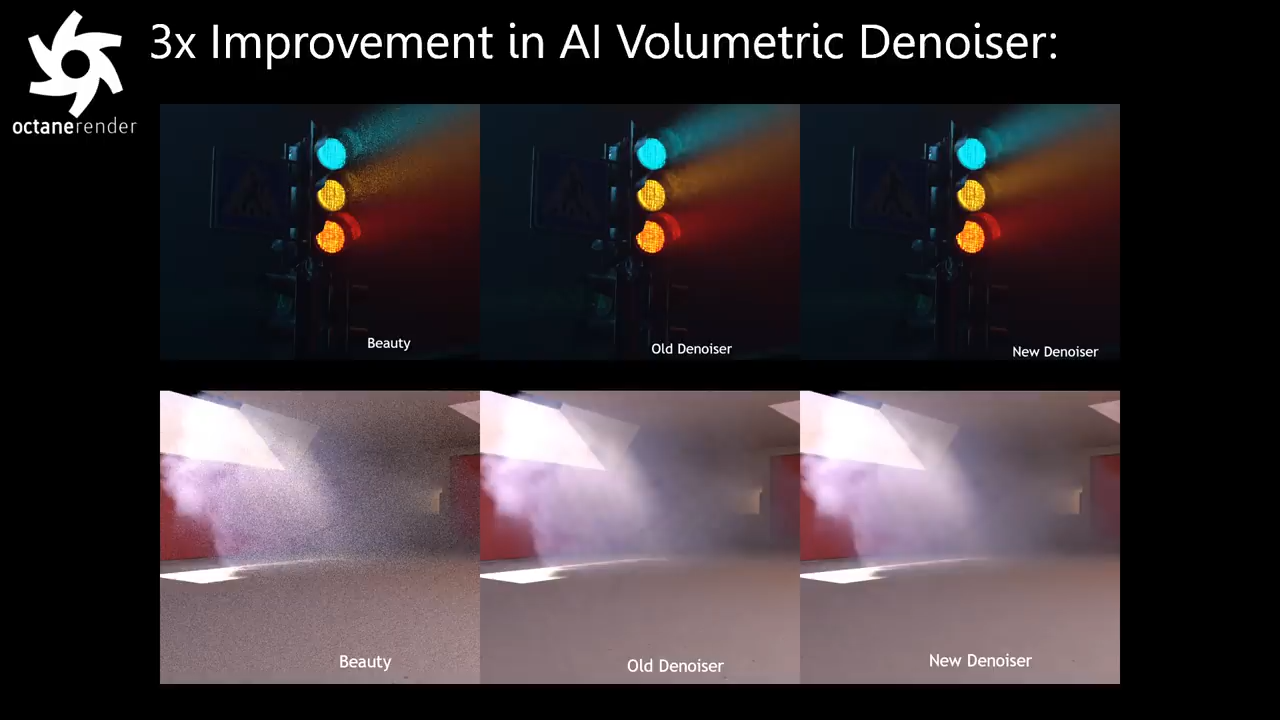 3x Improvement in AI Volumetric Denoiser:
octanerender
Beauty
Old Denoiser
New Denoiser
Beauty
Old Denoiser
New Denoiser